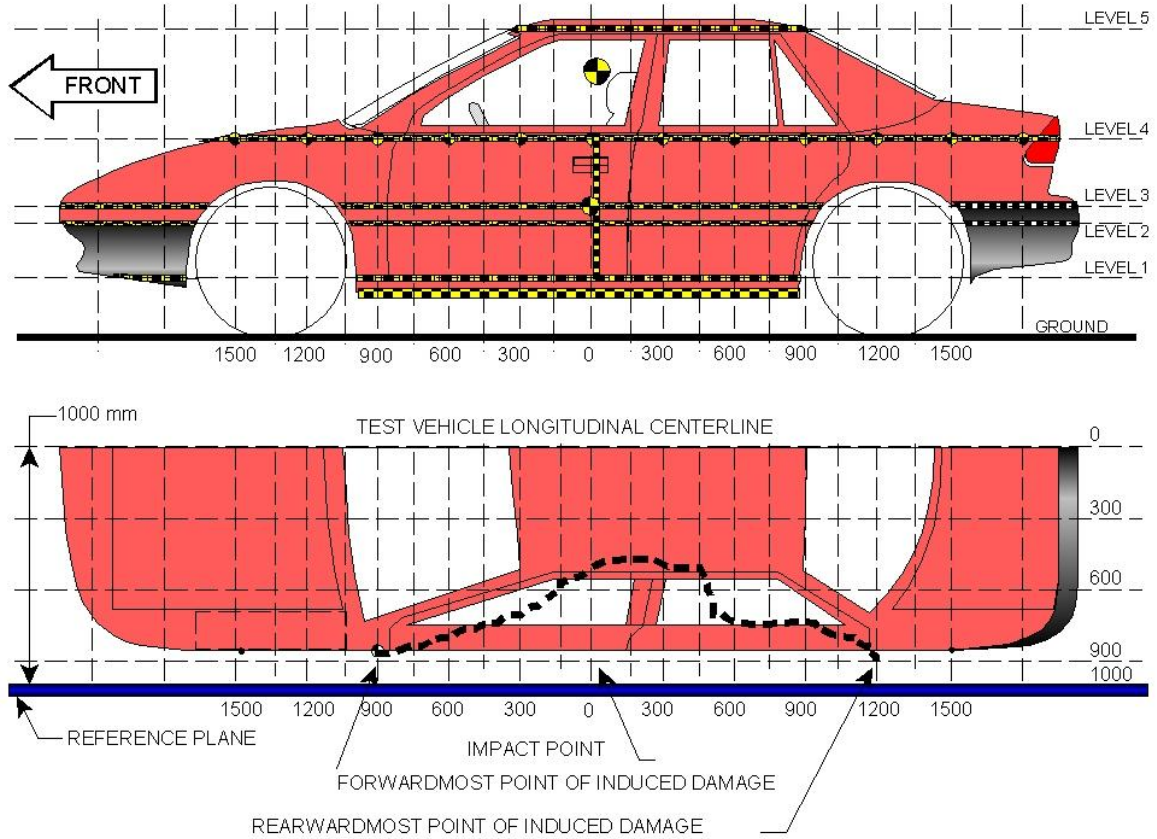 LEVEL 5
FRONT
LEVEL 4
LEVEL 3
LEVEL 2
LEVEL 1
GROUND
1500 1200 900 600 300 0 300 600 900 1200 1500
1000 mm
TEST VEHICLE LONGITUDINAL CENTERLINE
0
300
600
900
1000
1500 1200 900 600 300 0 300 600 900 1200 1500
REFERENCE PLANE
IMPACT POINT
FORWARDMOST POINT OF INDUCED DAMAGE
REARWARDMOST POINT OF INDUCED DAMAGE